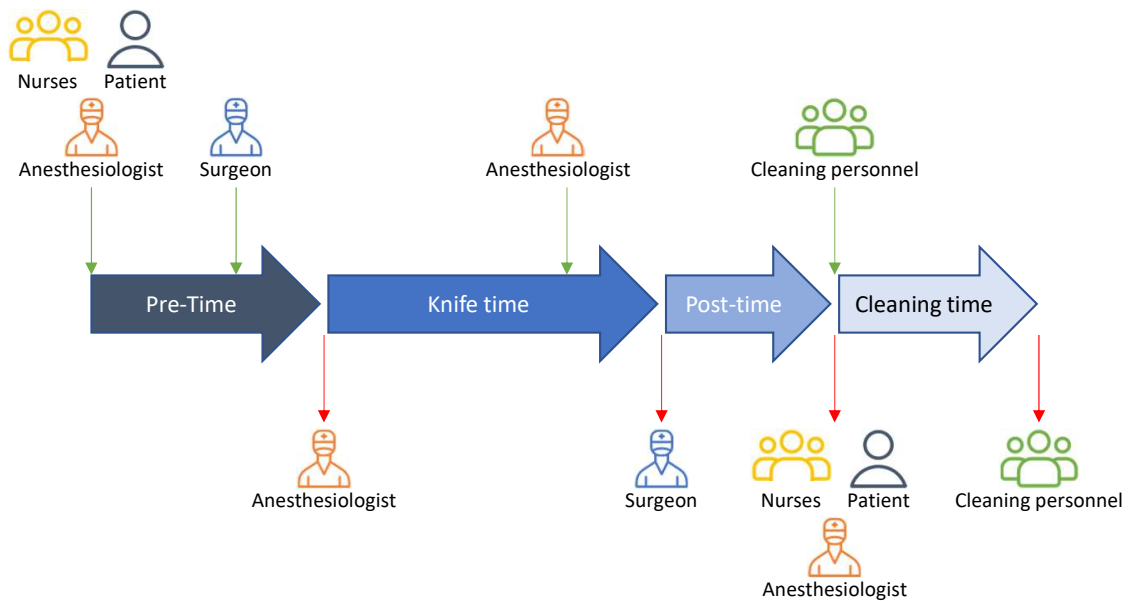 Nurses Patient
Anesthesiologist Surgeon Anesthesiologist Cleaning personnel
Pre-Time Knife time Post-time Cleaning time
Anesthesiologist Surgeon Nurses Patient Cleaning personnel
Anesthesiologist